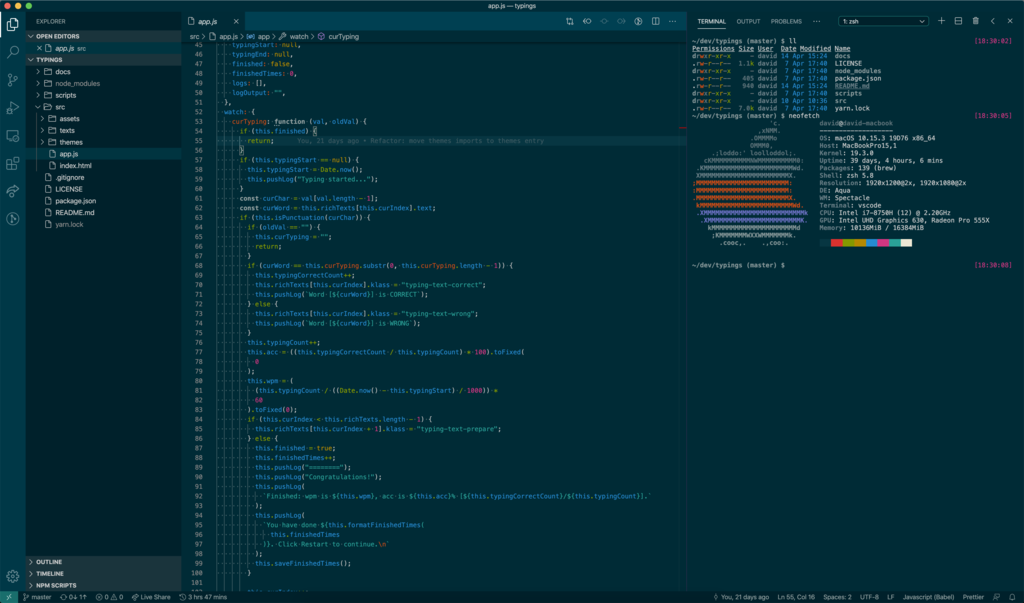 app.js — typings
EXPLORER
OPEN EDITORS
app.js src
TYPINGS
docs
node_modules
scripts
src
assets
texts
themes
app.js
index.html
.gitignore
LICENSE
package.json
README.md
yarn.lock
OUTLINE
TIMELINE
NPM SCRIPTS
app.js
src > app.js > app > watch > curTyping
45 typingStart: null,
46 typingEnd: null,
47 finished: false,
48 finishedTimes: 0,
49 logs: [],
50 logOutput: "",
51 },
52 watch: {
53 curTyping: function (val, oldVal) {
54 if (this.finished) {
55 return; You, 21 days ago • Refactor: move themes imports to themes entry
56 }
57 if (this.typingStart == null) {
58 this.typingStart = Date.now();
59 this.pushLog("Typing started...");
60 }
61 const curChar = val[val.length - 1];
62 const curWord = this.richTexts[this.curIndex].text;
63 if (this.isPunctuation(curChar)) {
64 if (oldVal == "") {
65 this.curTyping = "";
66 return;
67 }
68 if (curWord == this.curTyping.substr(0, this.curTyping.length - 1)) {
69 this.typingCorrectCount++;
70 this.richTexts[this.curIndex].klass = "typing-text-correct";
71 this.pushLog(`Word [${curWord}] is CORRECT`);
72 } else {
73 this.richTexts[this.curIndex].klass = "typing-text-wrong";
74 this.pushLog(`Word [${curWord}] is WRONG`);
75 }
76 this.typingCount++;
77 this.acc = ((this.typingCorrectCount / this.typingCount) * 100).toFixed(
78 0
79 );
80 this.wpm = (
81 (this.typingCount / ((Date.now() - this.typingStart) / 1000)) *
82 60
83 ).toFixed(0);
84 if (this.curIndex < this.richTexts.length - 1) {
85 this.richTexts[this.curIndex + 1].klass = "typing-text-prepare";
86 } else {
87 this.finished = true;
88 this.finishedTimes++;
89 this.pushLog("========");
90 this.pushLog("Congratulations!");
91 this.pushLog(
92 `Finished: wpm is ${this.wpm}, acc is ${this.acc}% [${this.typingCorrectCount}/${this.typingCount}].`
93 );
94 this.pushLog(
95 `You have done ${this.formatFinishedTimes(
96 this.finishedTimes
97 )}. Click Restart to continue.\n`
98 );
99 this.saveFinishedTimes();
100 }
101
TERMINAL OUTPUT PROBLEMS ··· 1: zsh
~/dev/typings (master) $ ll [18:30:02]
Permissions Size User Date Modified Name
drwxr-xr-x - david 14 Apr 15:24 docs
.rw-r--r-- 1.1k david 7 Apr 17:40 LICENSE
drwxr-xr-x - david 7 Apr 17:40 node_modules
.rw-r--r-- 485 david 7 Apr 17:40 package.json
.rw-r--r-- 940 david 14 Apr 15:24 README.md
drwxr-xr-x - david 7 Apr 17:40 scripts
drwxr-xr-x - david 10 Apr 10:36 src
.rw-r--r-- 7.0k david 7 Apr 17:40 yarn.lock
~/dev/typings (master) $ neofetch [18:30:05]
david@david-macbook
OS: macOS 10.15.3 19D76 x86_64
Host: MacBookPro15,1
Kernel: 19.3.0
Uptime: 39 days, 4 hours, 6 mins
Packages: 139 (brew)
Shell: zsh 5.8
Resolution: 1920x1200@2x, 1920x1080@2x
DE: Aqua
WM: Spectacle
Terminal: vscode
CPU: Intel i7-8750H (12) @ 2.20GHz
GPU: Intel UHD Graphics 630, Radeon Pro 555X
Memory: 10136MiB / 16384MiB
~/dev/typings (master) $ [18:30:08]
master 0↓ 1↑ 0 0 Live Share 3 hrs 47 mins You, 21 days ago Ln 55, Col 16 Spaces: 2 UTF-8 LF Javascript (Babel) Prettier